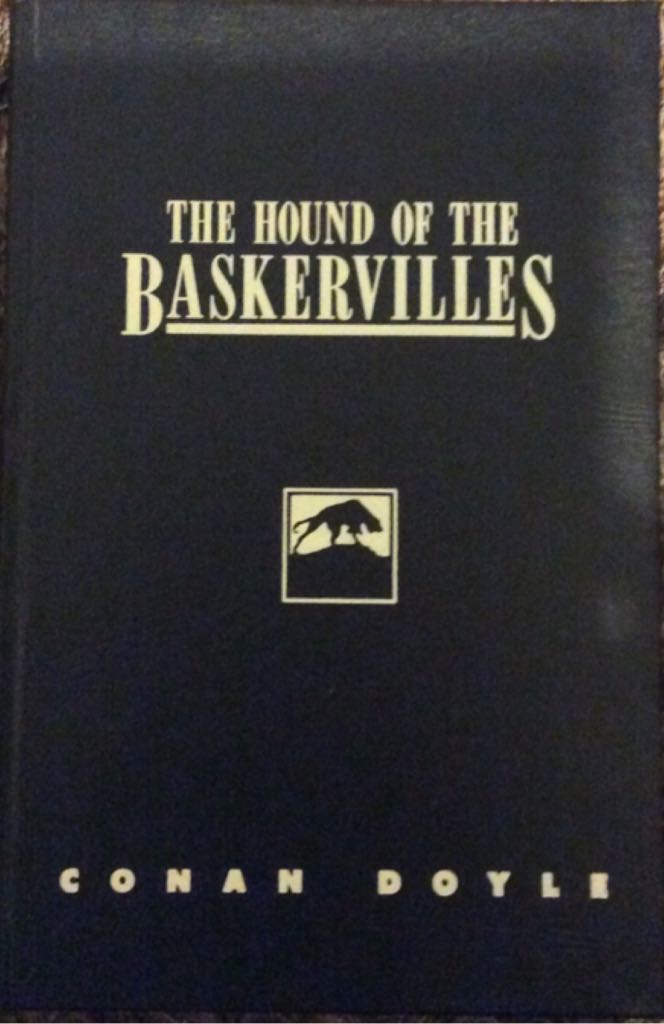 THE HOUND OF THE
BASKERVILLES
CONAN DOYLE